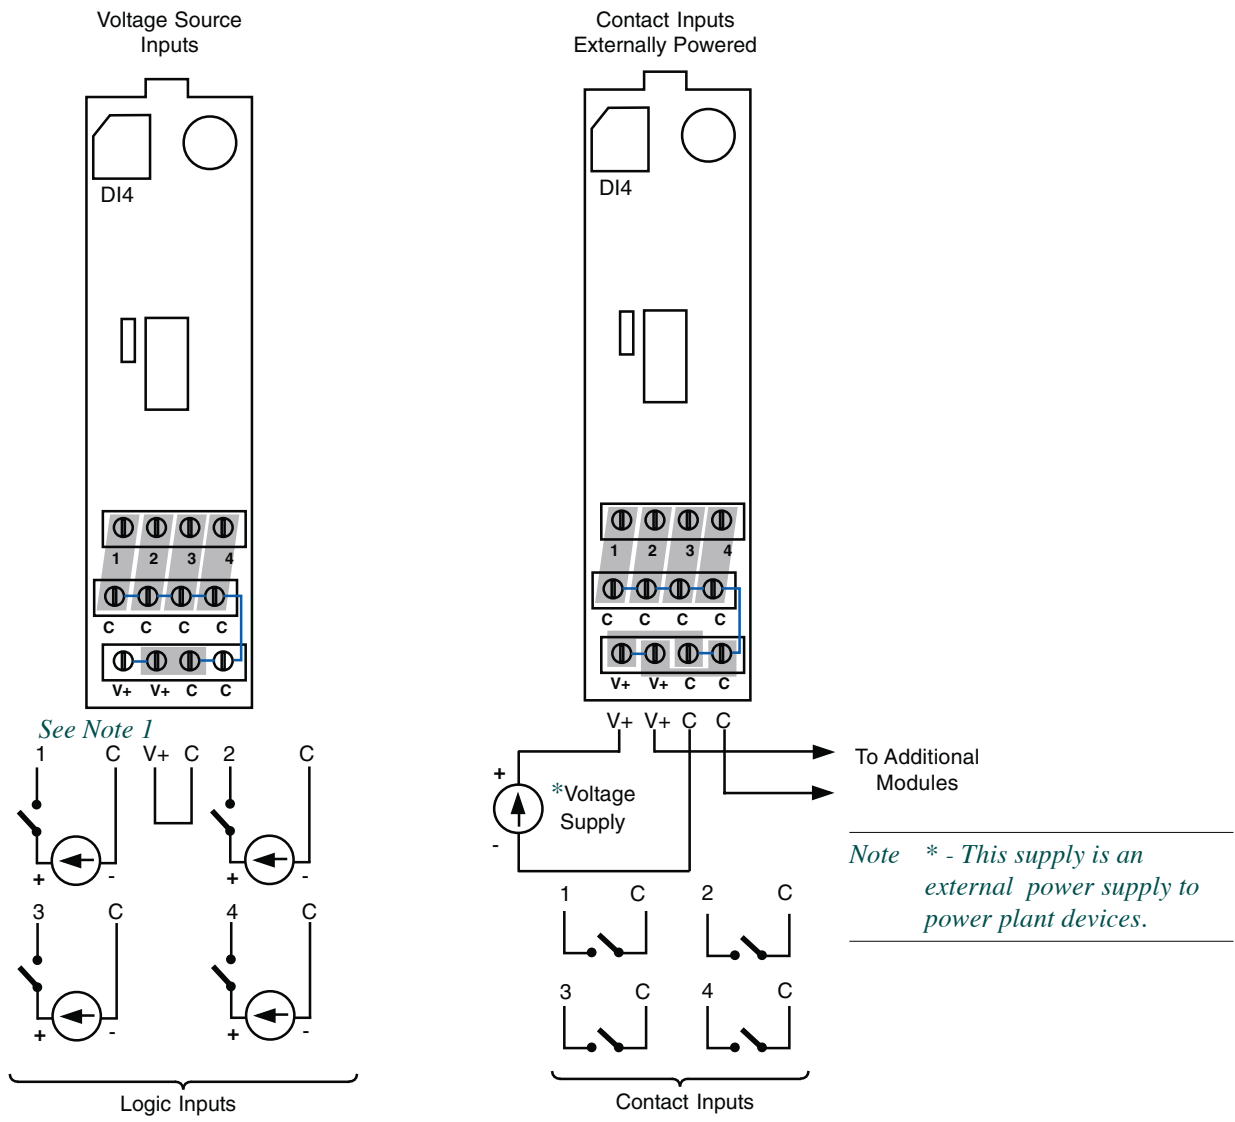 Voltage Source
Inputs
DI4
1 2 3 4
C C C C
V+ V+ C C
See Note 1
1 C V+ C 2 C
+ - + -
3 C 4 C
+ - + -
Logic Inputs
Contact Inputs
Externally Powered
DI4
1 2 3 4
C C C C
V+ V+ C C
V+ V+ C C
+
*Voltage
Supply
-
To Additional
Modules
Note * - This supply is an
external power supply to
power plant devices.
1 C 2 C
3 C 4 C
Contact Inputs